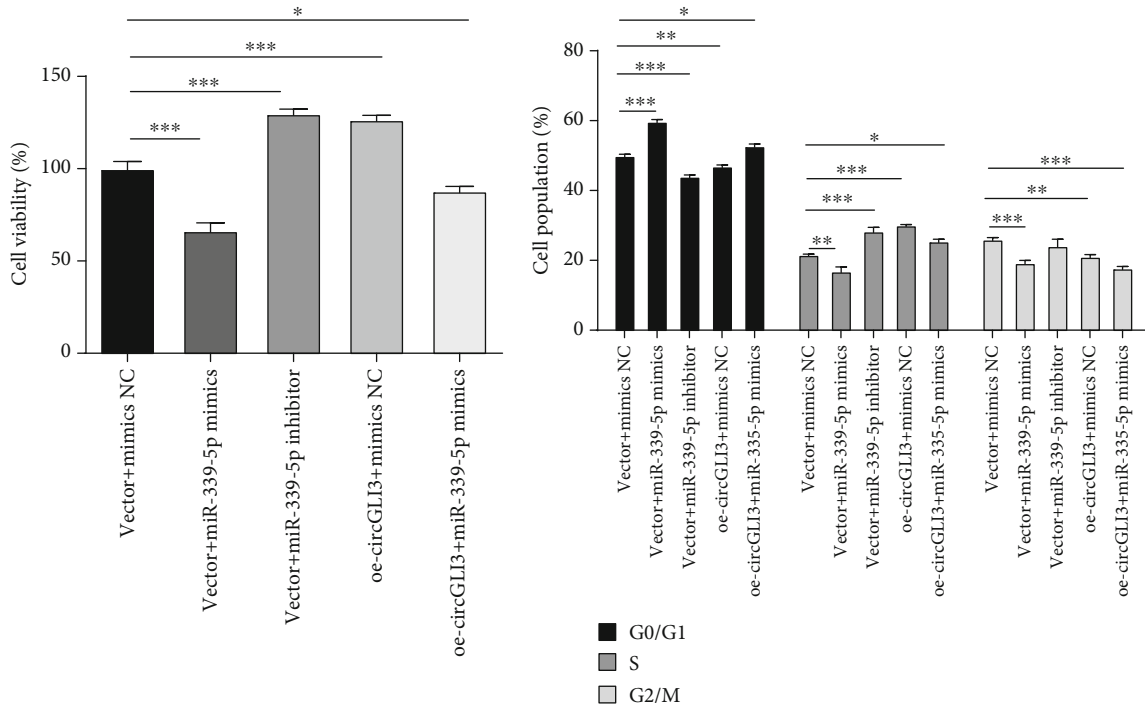 *
***
***
***
150
100
50
0
Cell viability (%)
Vector+mimics NC
Vector+miR-339-5p mimics
Vector+miR-339-5p inhibitor
oe-circGLI3+mimics NC
oe-circGLI3+miR-339-5p mimics
80
60
40
20
0
Cell population (%)
*
**
***
***
*
***
***
**
***
**
***
Vector+mimics NC
Vector+miR-339-5p mimics
Vector+miR-339-5p inhibitor
oe-circGLI3+mimics NC
oe-circGLI3+miR-335-5p mimics
Vector+mimics NC
Vector+miR-339-5p mimics
Vector+miR-339-5p inhibitor
oe-circGLI3+mimics NC
oe-circGLI3+miR-335-5p mimics
Vector+mimics NC
Vector+miR-339-5p mimics
Vector+miR-339-5p mimics
oe-circGLI3+mimics NC
oe-circGLI3+miR-335-5p mimics
G0/G1
S
G2/M